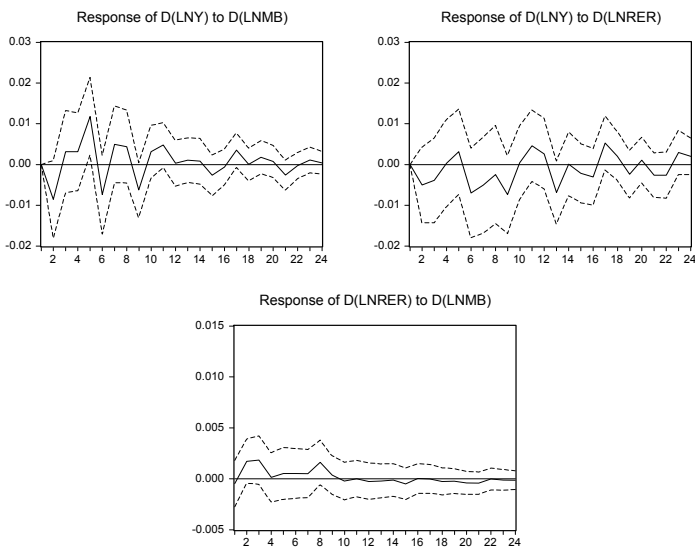 Response of D(LNY) to D(LNMB)
0.03
0.02
0.01
0.00
-0.01
-0.02
2 4 6 8 10 12 14 16 18 20 22 24
Response of D(LNY) to D(LNRER)
0.03
0.02
0.01
0.00
-0.01
-0.02
2 4 6 8 10 12 14 16 18 20 22 24
Response of D(LNRER) to D(LNMB)
0.015
0.010
0.005
0.000
-0.005
2 4 6 8 10 12 14 16 18 20 22 24